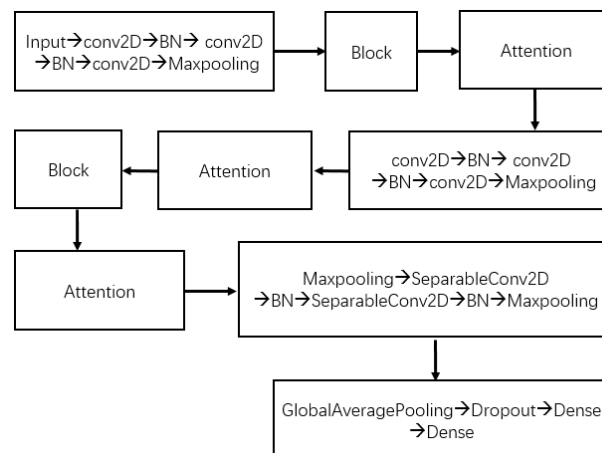 Input→conv2D→BN→ conv2D
→BN→conv2D→Maxpooling
Block
Attention
conv2D→BN→ conv2D
→BN→conv2D→Maxpooling
Attention
Block
Attention
Maxpooling→SeparableConv2D
→BN→SeparableConv2D→BN→Maxpooling
GlobalAveragePooling→Dropout→Dense
→Dense